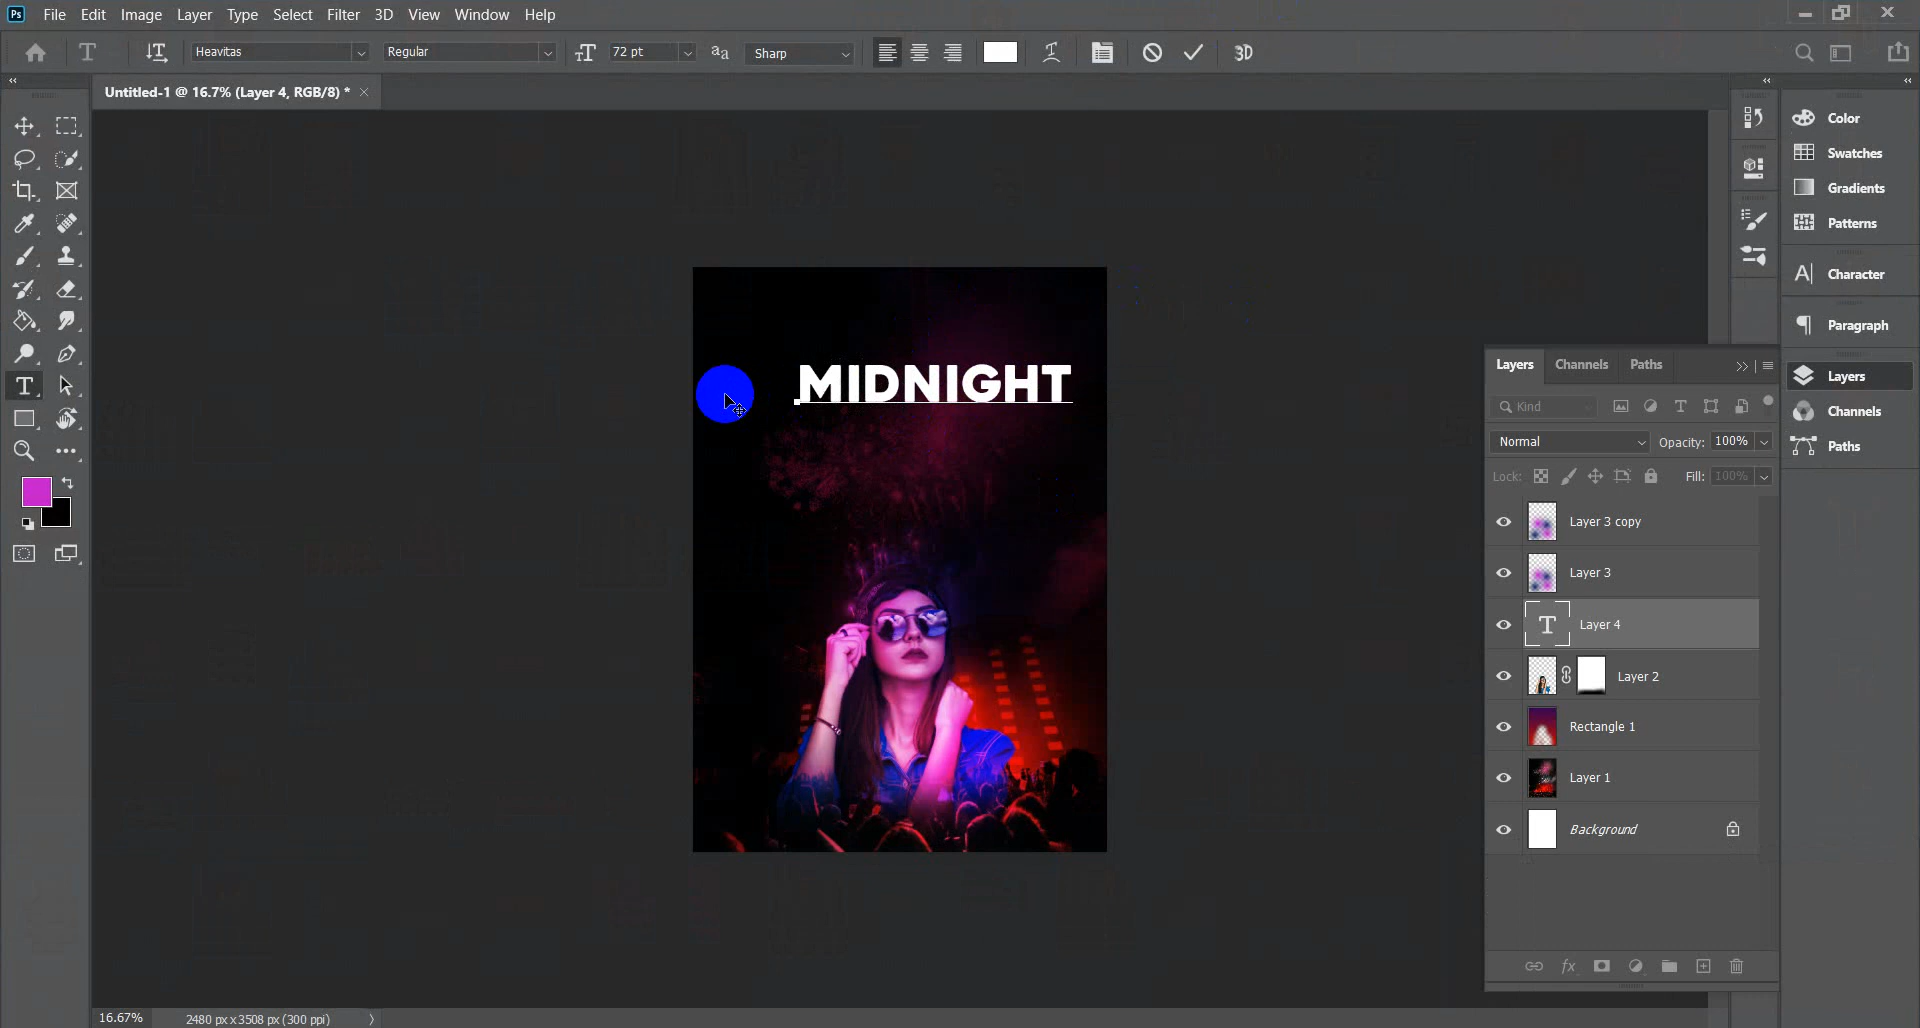 Ps File Edit Image Layer Type Select Filter 3D View Window Help
T Heavitas Regular 72 pt aa Sharp 3D
Untitled-1 @ 16.7% (Layer 4, RGB/8) *
Color
Swatches
Gradients
Patterns
Character
Paragraph
Layers
Channels
Paths
MIDNIGHT
Layers Channels Paths
Kind
Normal Opacity: 100%
Lock: Fill: 100%
Layer 3 copy
Layer 3
T Layer 4
Layer 2
Rectangle 1
Layer 1
Background
fx
16.67% 2480 px x 3508 px (300 ppi)